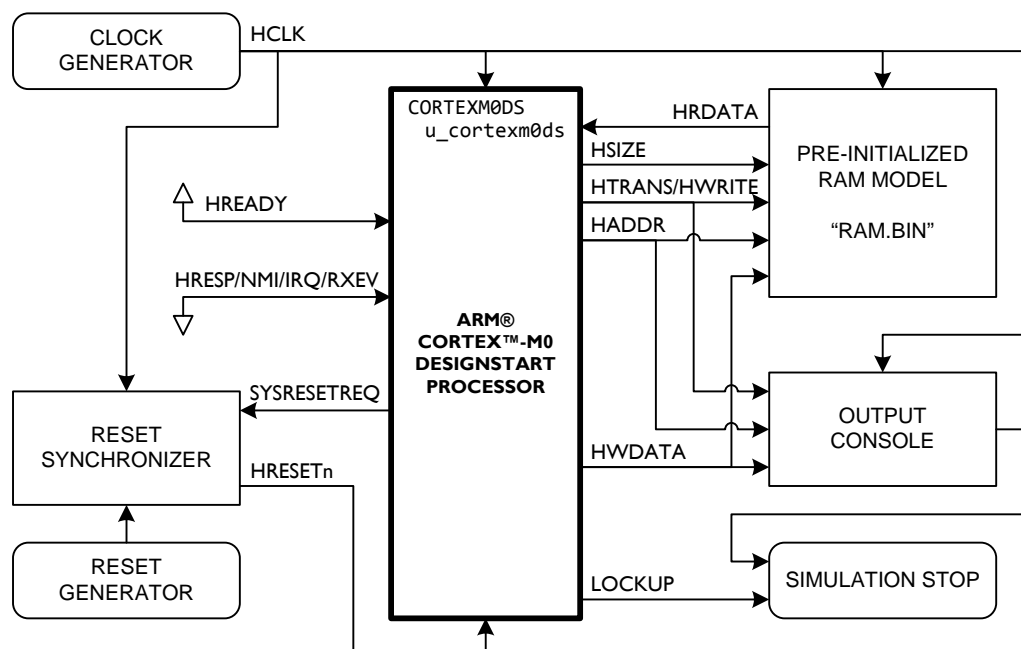 CLOCK
GENERATOR
HCLK
CORTEXM0DS
u_cortexm0ds
HRDATA
HSIZE
HTRANS/HWRITE
HADDR
PRE-INITIALIZED
RAM MODEL
“RAM.BIN”
HREADY
HRESP/NMI/IRQ/RXEV
ARM®
CORTEX™-M0
DESIGNSTART
PROCESSOR
SYSRESETREQ
RESET
SYNCHRONIZER
HRESETn
OUTPUT
CONSOLE
HWDATA
RESET
GENERATOR
LOCKUP
SIMULATION STOP